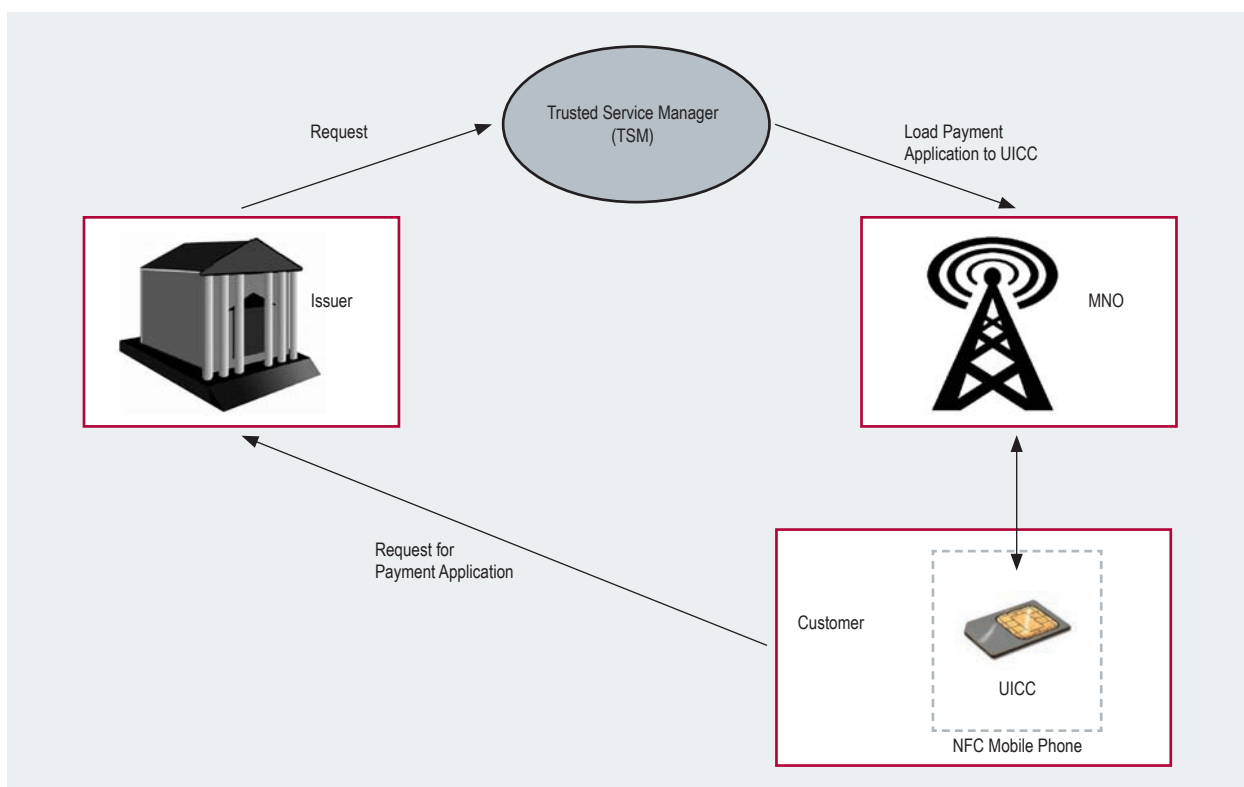 Trusted Service Manager
(TSM)
Request
Load Payment
Application to UICC
Issuer
MNO
Request for
Payment Application
Customer
UICC
NFC Mobile Phone